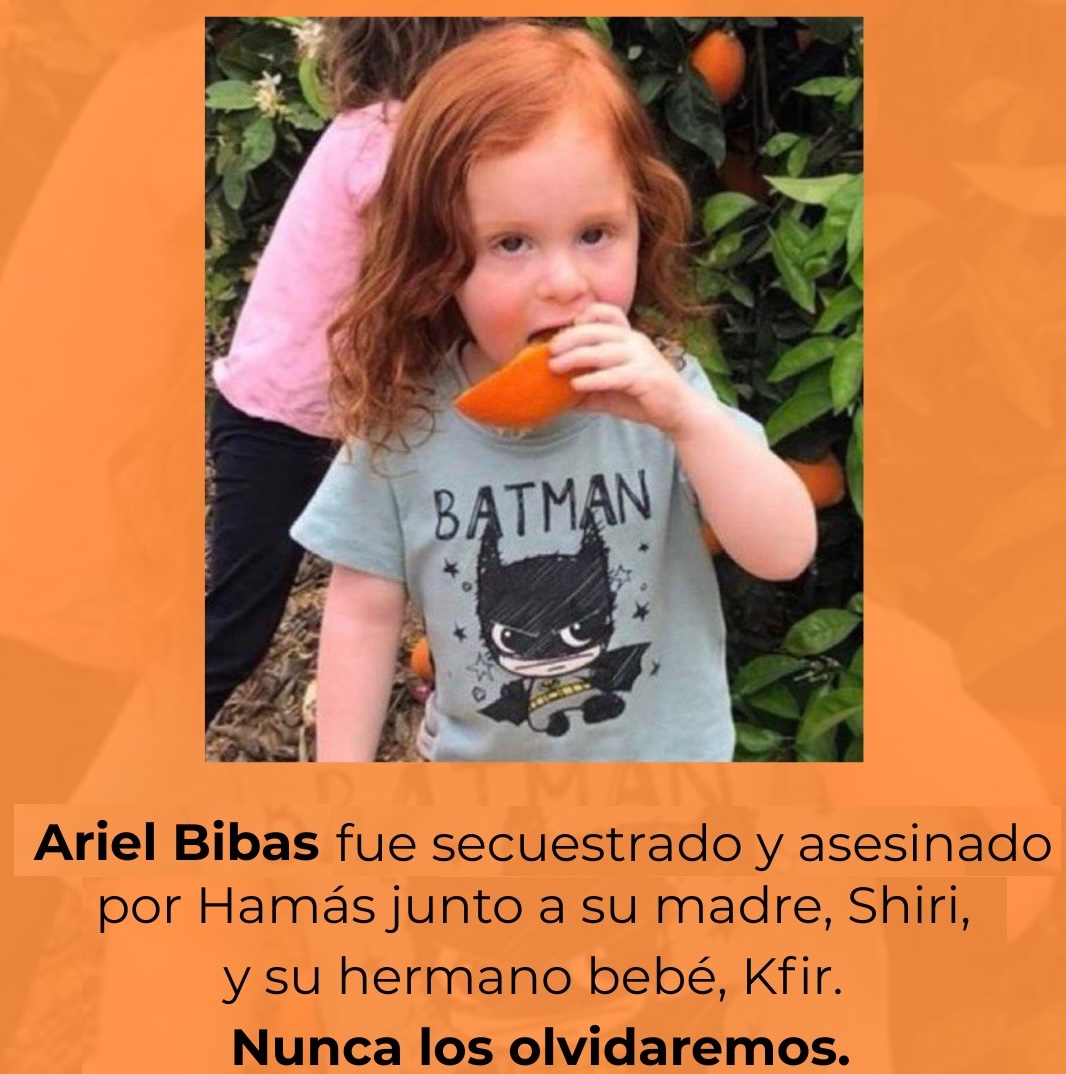 BATMAN
Ariel Bibas fue secuestrado y asesinado
por Hamás junto a su madre, Shiri,
y su hermano bebé, Kfir.
Nunca los olvidaremos.